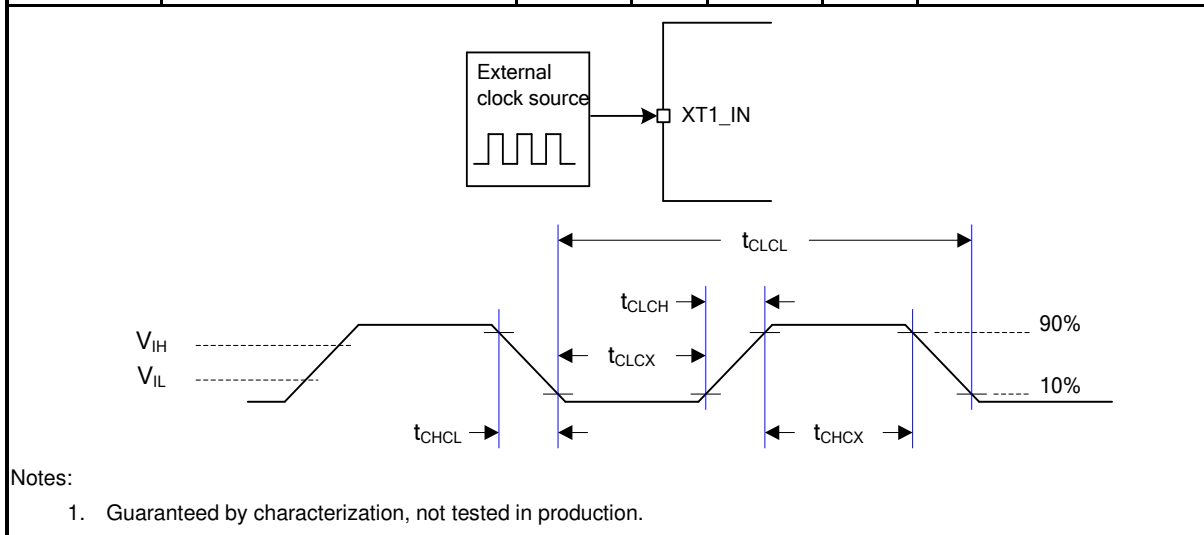 External
clock source
XT1_IN
tCLCL
tCLCH
90%
VIH
tCLCX
VIL
10%
tCHCL
tCHCX
Notes:
1. Guaranteed by characterization, not tested in production.